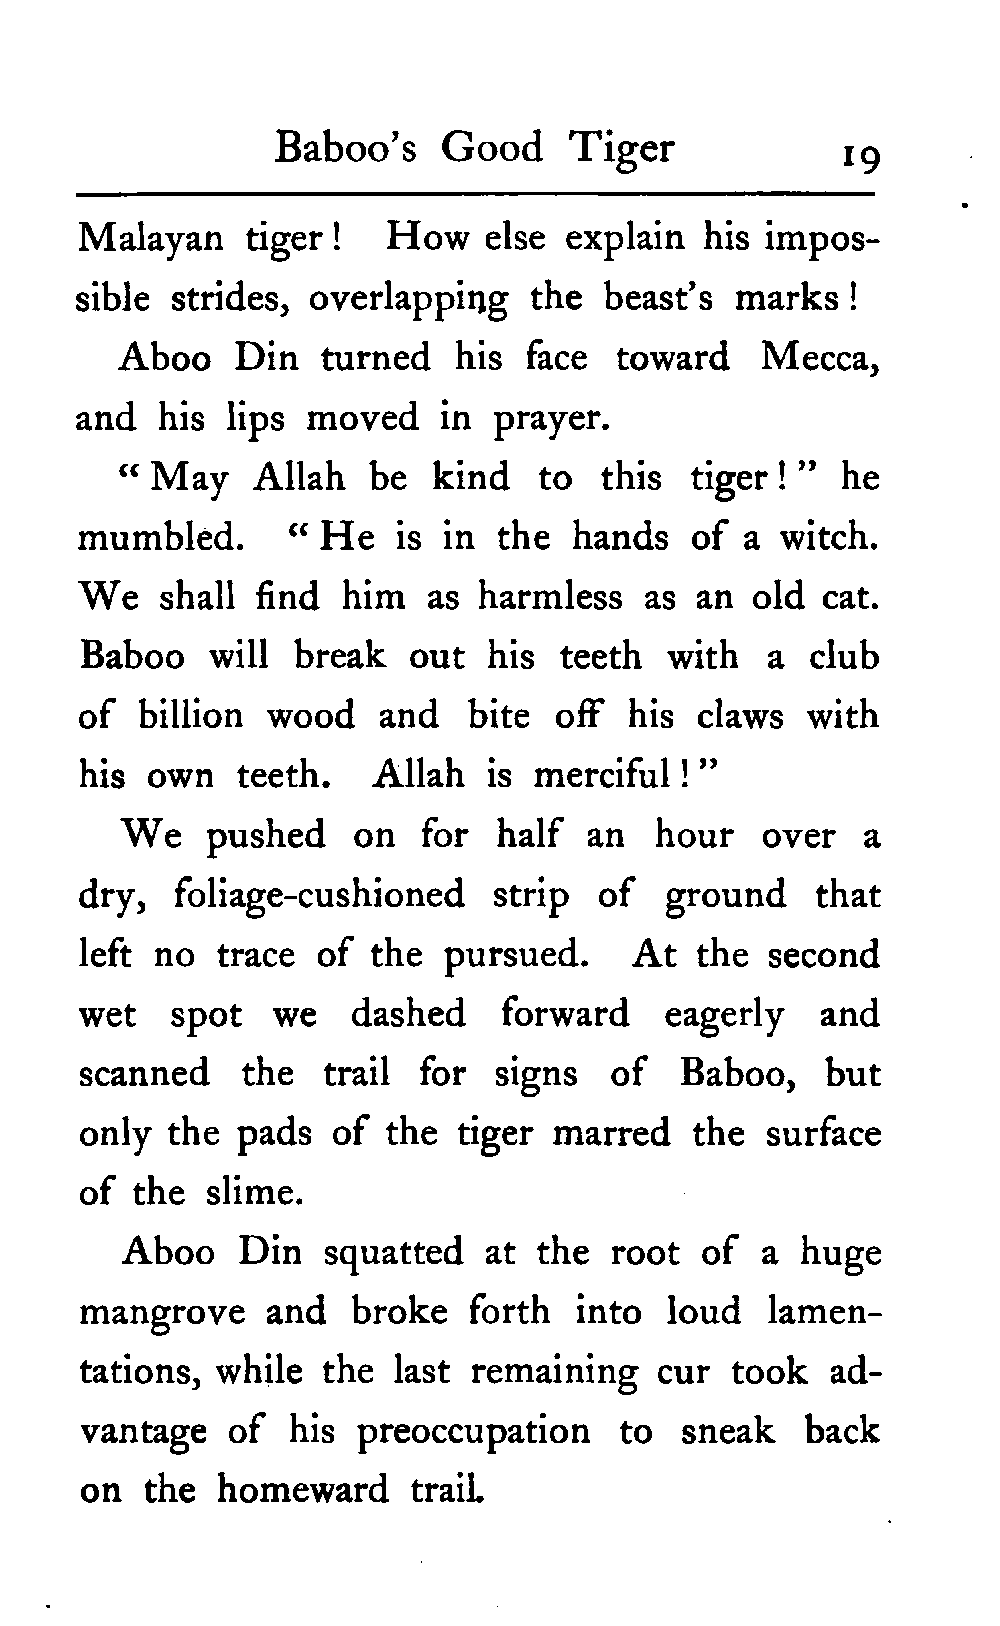 Baboo's Good Tiger 19
Malayan tiger! How else explain his impos-
sible strides, overlapping the beast's marks!
Aboo Din turned his face toward Mecca,
and his lips moved in prayer.
"May Allah be kind to this tiger!" he
mumbled. "He is in the hands of a witch.
We shall find him as harmless as an old cat.
Baboo will break out his teeth with a club
of billion wood and bite off his claws with
his own teeth. Allah is merciful!"
We pushed on for half an hour over a
dry, foliage-cushioned strip of ground that
left no trace of the pursued. At the second
wet spot we dashed forward eagerly and
scanned the trail for signs of Baboo, but
only the pads of the tiger marred the surface
of the slime.
Aboo Din squatted at the root of a huge
mangrove and broke forth into loud lamen-
tations, while the last remaining cur took ad-
vantage of his preoccupation to sneak back
on the homeward trail.